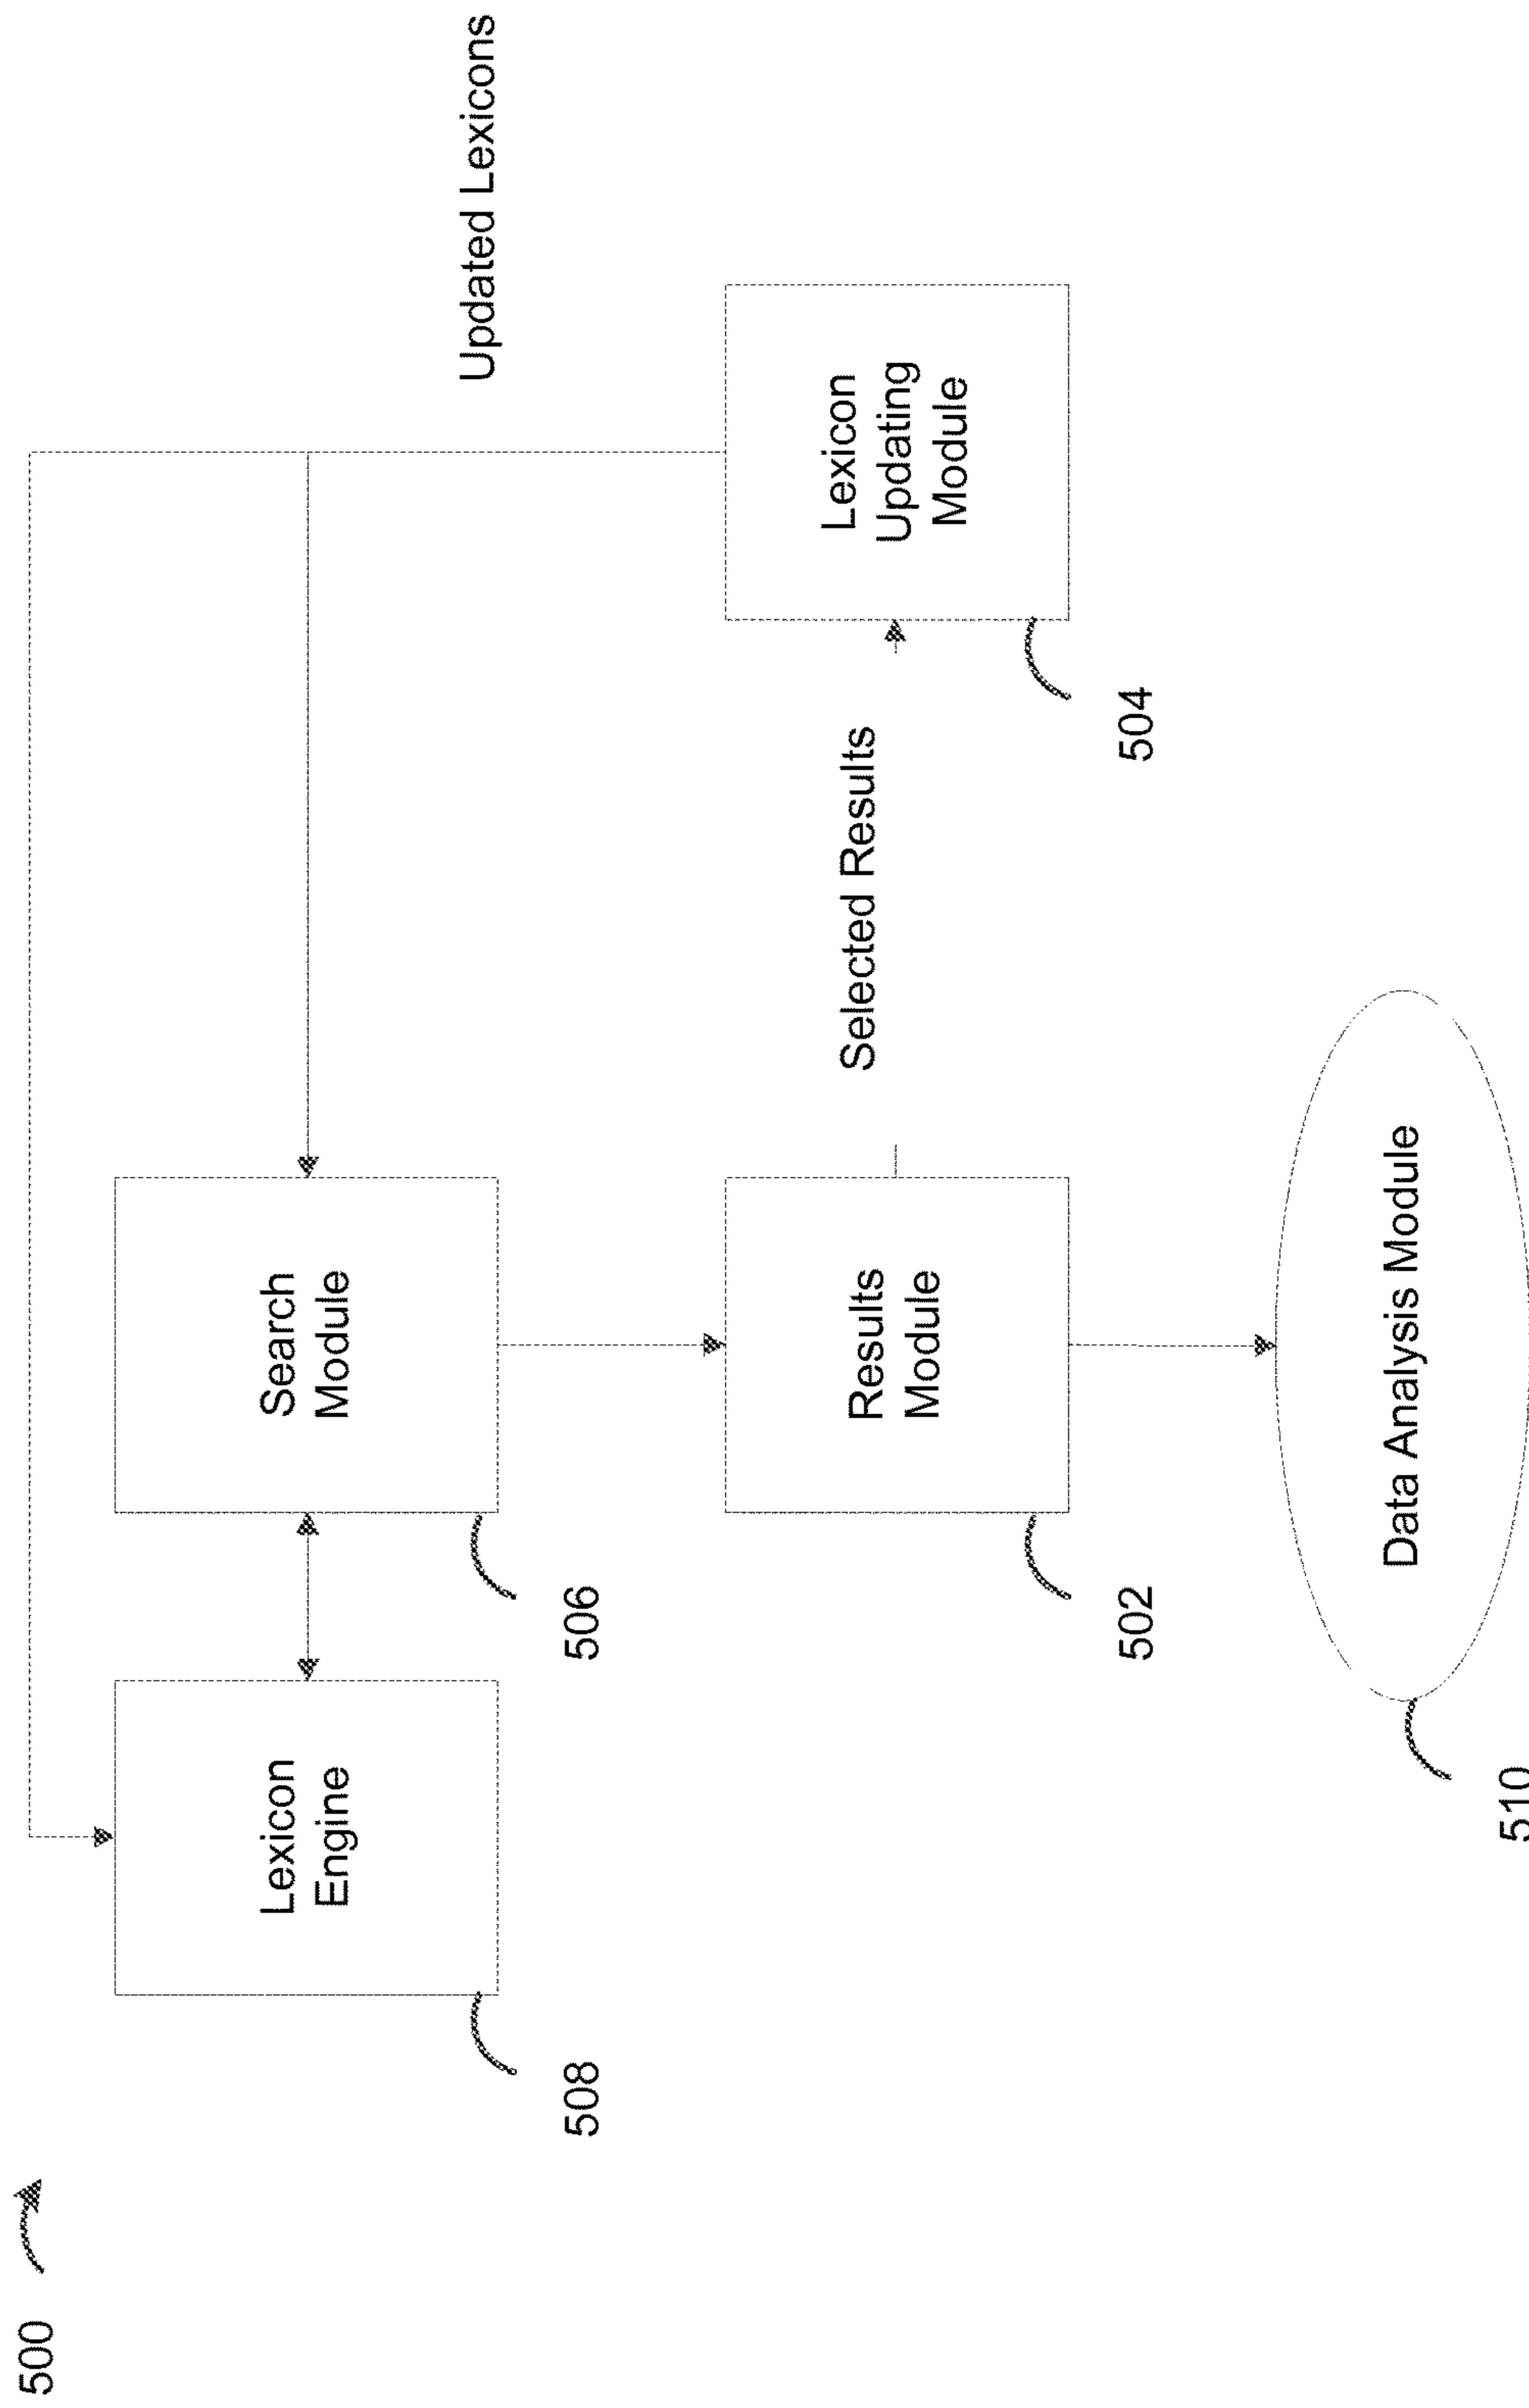 500
Updated Lexicons
Lexicon
Engine
508
Search
Module
506
Selected Results
Results
Module
502
Lexicon
Updating
Module
504
Data Analysis Module
510